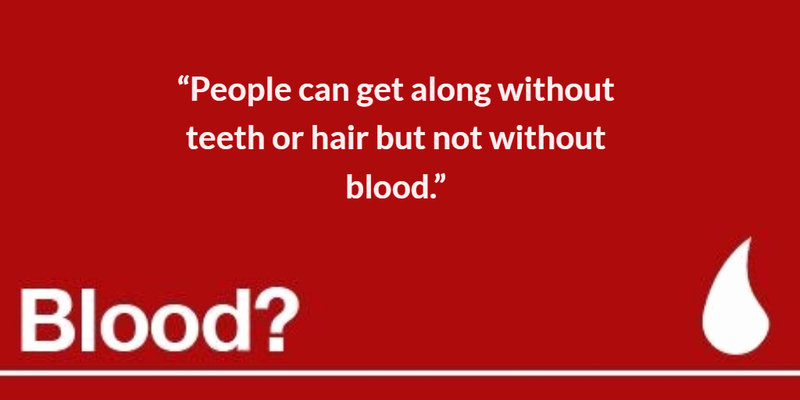 “People can get along without
teeth or hair but not without
blood.”
Blood?